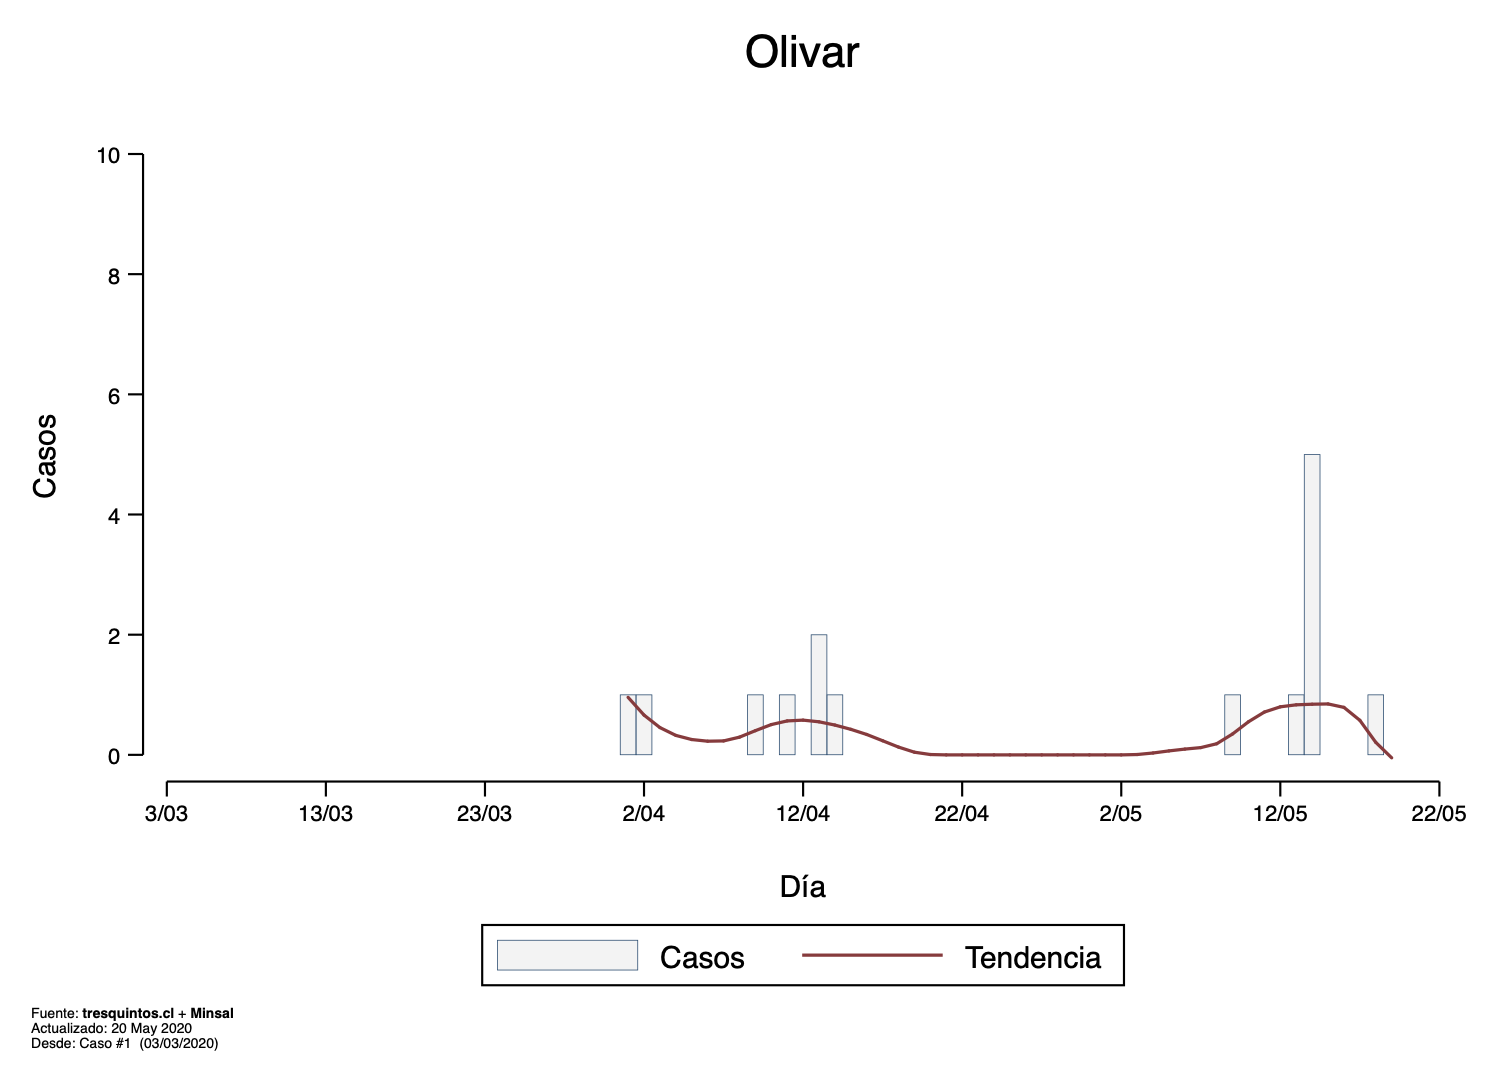 Olivar
10
8
6
4
2
0
Casos
3/03 13/03 23/03 2/04 12/04 22/04 2/05 12/05 22/05
Día
Casos Tendencia
Fuente: tresquintos.cl + Minsal
Actualizado: 20 May 2020
Desde: Caso #1 (03/03/2020)